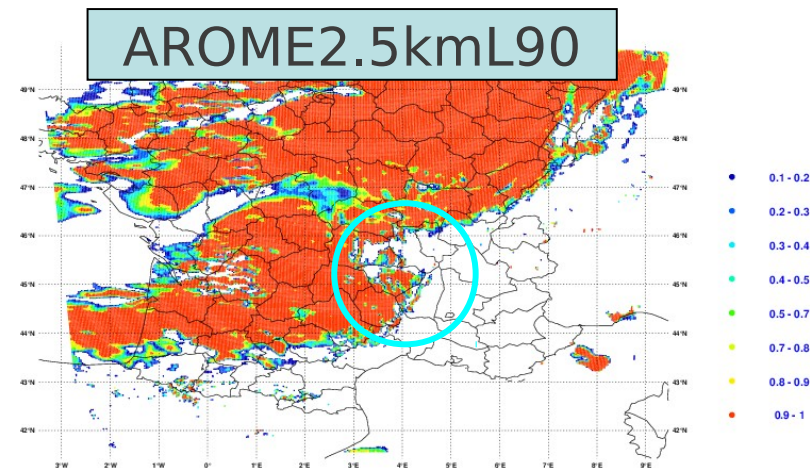 AROME2.5kmL90
49°N
48°N
47°N
46°N
45°N
44°N
43°N
42°N
3°W 2°W 1°W 0° 1°E 2°E 3°E 4°E 5°E 6°E 7°E 8°E 9°E
0.1 - 0.2
0.2 - 0.3
0.3 - 0.4
0.4 - 0.5
0.5 - 0.7
0.7 - 0.8
0.8 - 0.9
0.9 - 1